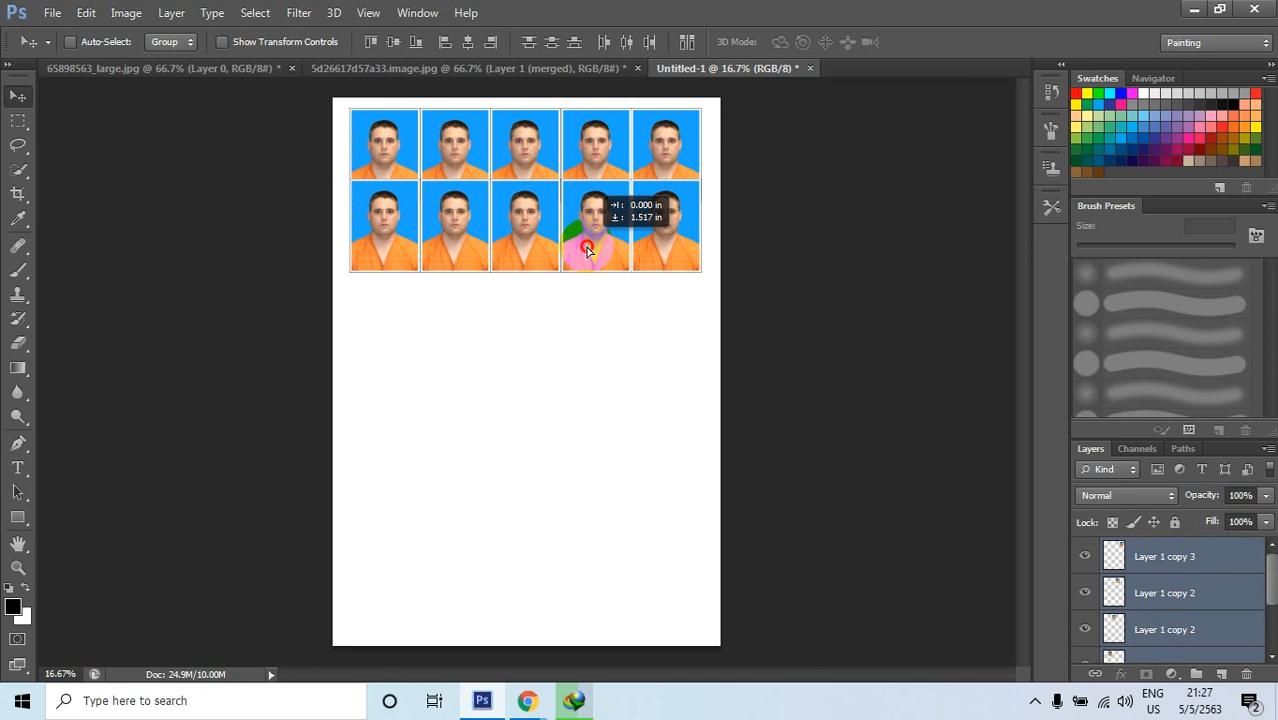 Ps File Edit Image Layer Type Select Filter 3D View Window Help
Auto-Select: Group Show Transform Controls 3D Mode: Painting
65898563_large.jpg @ 66.7% (Layer 0, RGB/8#) * × 5d26617d57a33.image.jpg @ 66.7% (Layer 1 (merged), RGB/8#) * × Untitled-1 @ 16.7% (RGB/8) * ×
Swatches Navigator
Brush Presets
Size:
0.000 in
1.517 in
Layers Channels Paths
Kind
Normal Opacity: 100%
Lock: Fill: 100%
Layer 1 copy 3
Layer 1 copy 2
Layer 1 copy 2
16.67% Doc: 24.9M/10.00M
Type here to search Ps ENG 21:27
US 5/5/2563 2